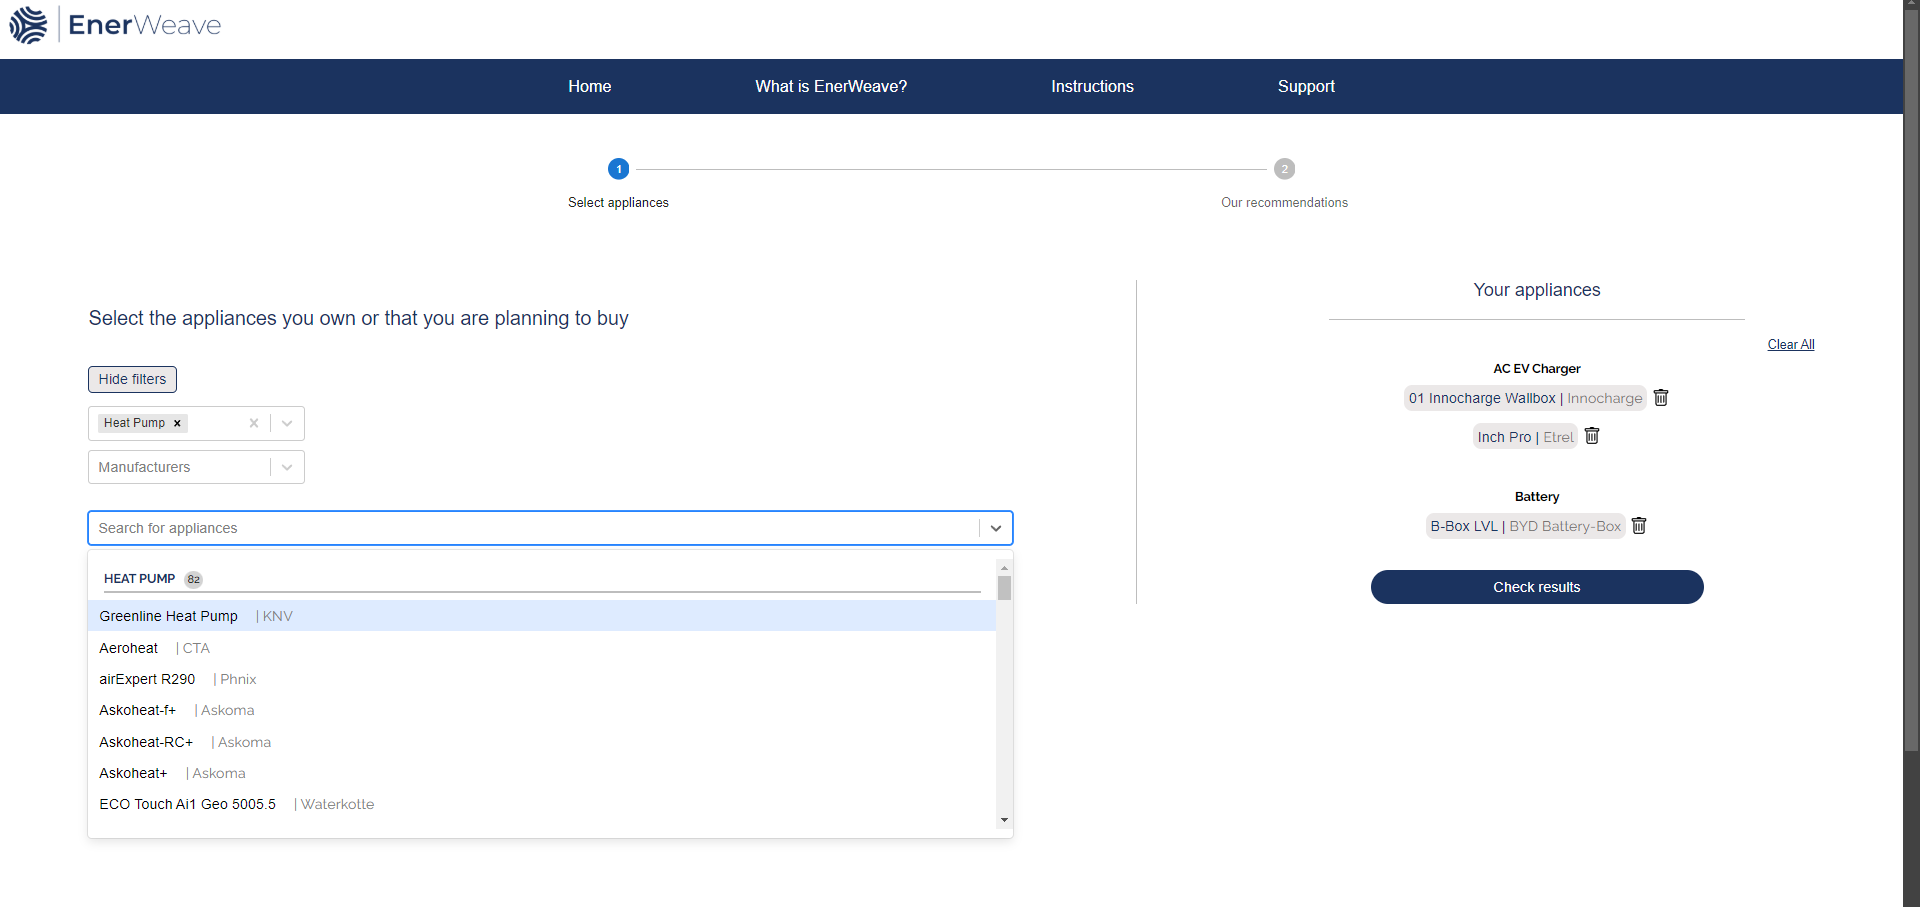 EnerWeave
Home What is EnerWeave? Instructions Support
1 2
Select appliances Our recommendations
Select the appliances you own or that you are planning to buy
Hide filters
Heat Pump × ×
Manufacturers
Search for appliances
HEAT PUMP 82
Greenline Heat Pump | KNV
Aeroheat | CTA
airExpert R290 | Phnix
Askoheat-f+ | Askoma
Askoheat-RC+ | Askoma
Askoheat+ | Askoma
ECO Touch Ai1 Geo 5005.5 | Waterkotte
Your appliances
Clear All
AC EV Charger
01 Innocharge Wallbox | Innocharge
Inch Pro | Etrel
Battery
B-Box LVL | BYD Battery-Box
Check results